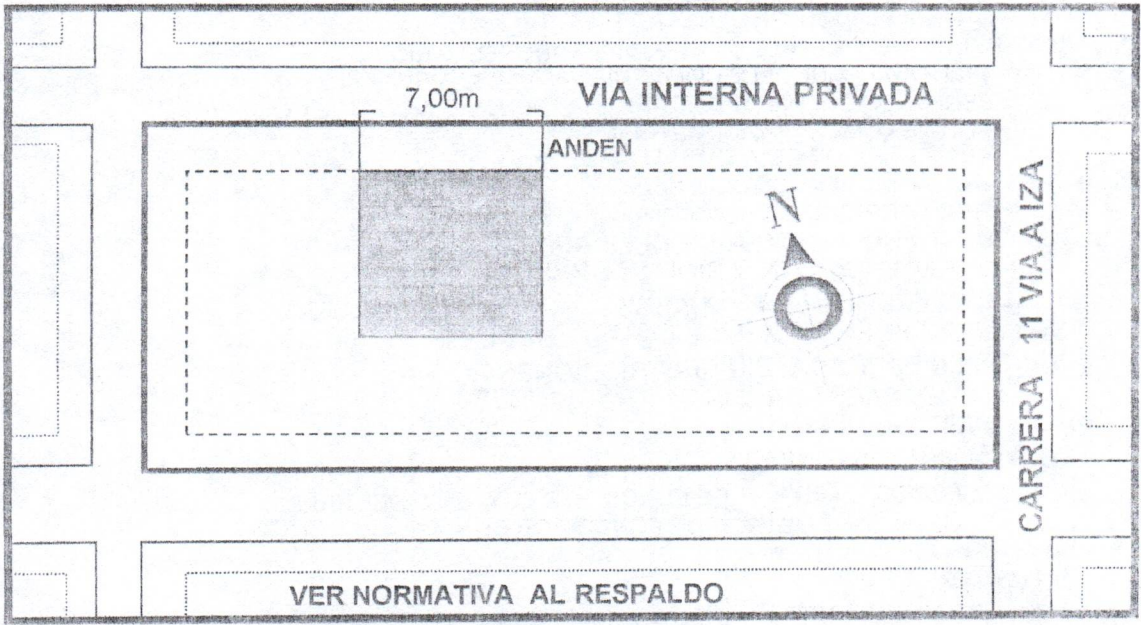 7,00m
VIA INTERNA PRIVADA
ANDEN
N
CARRERA 11 VIA A IZA
VER NORMATIVA AL RESPALDO